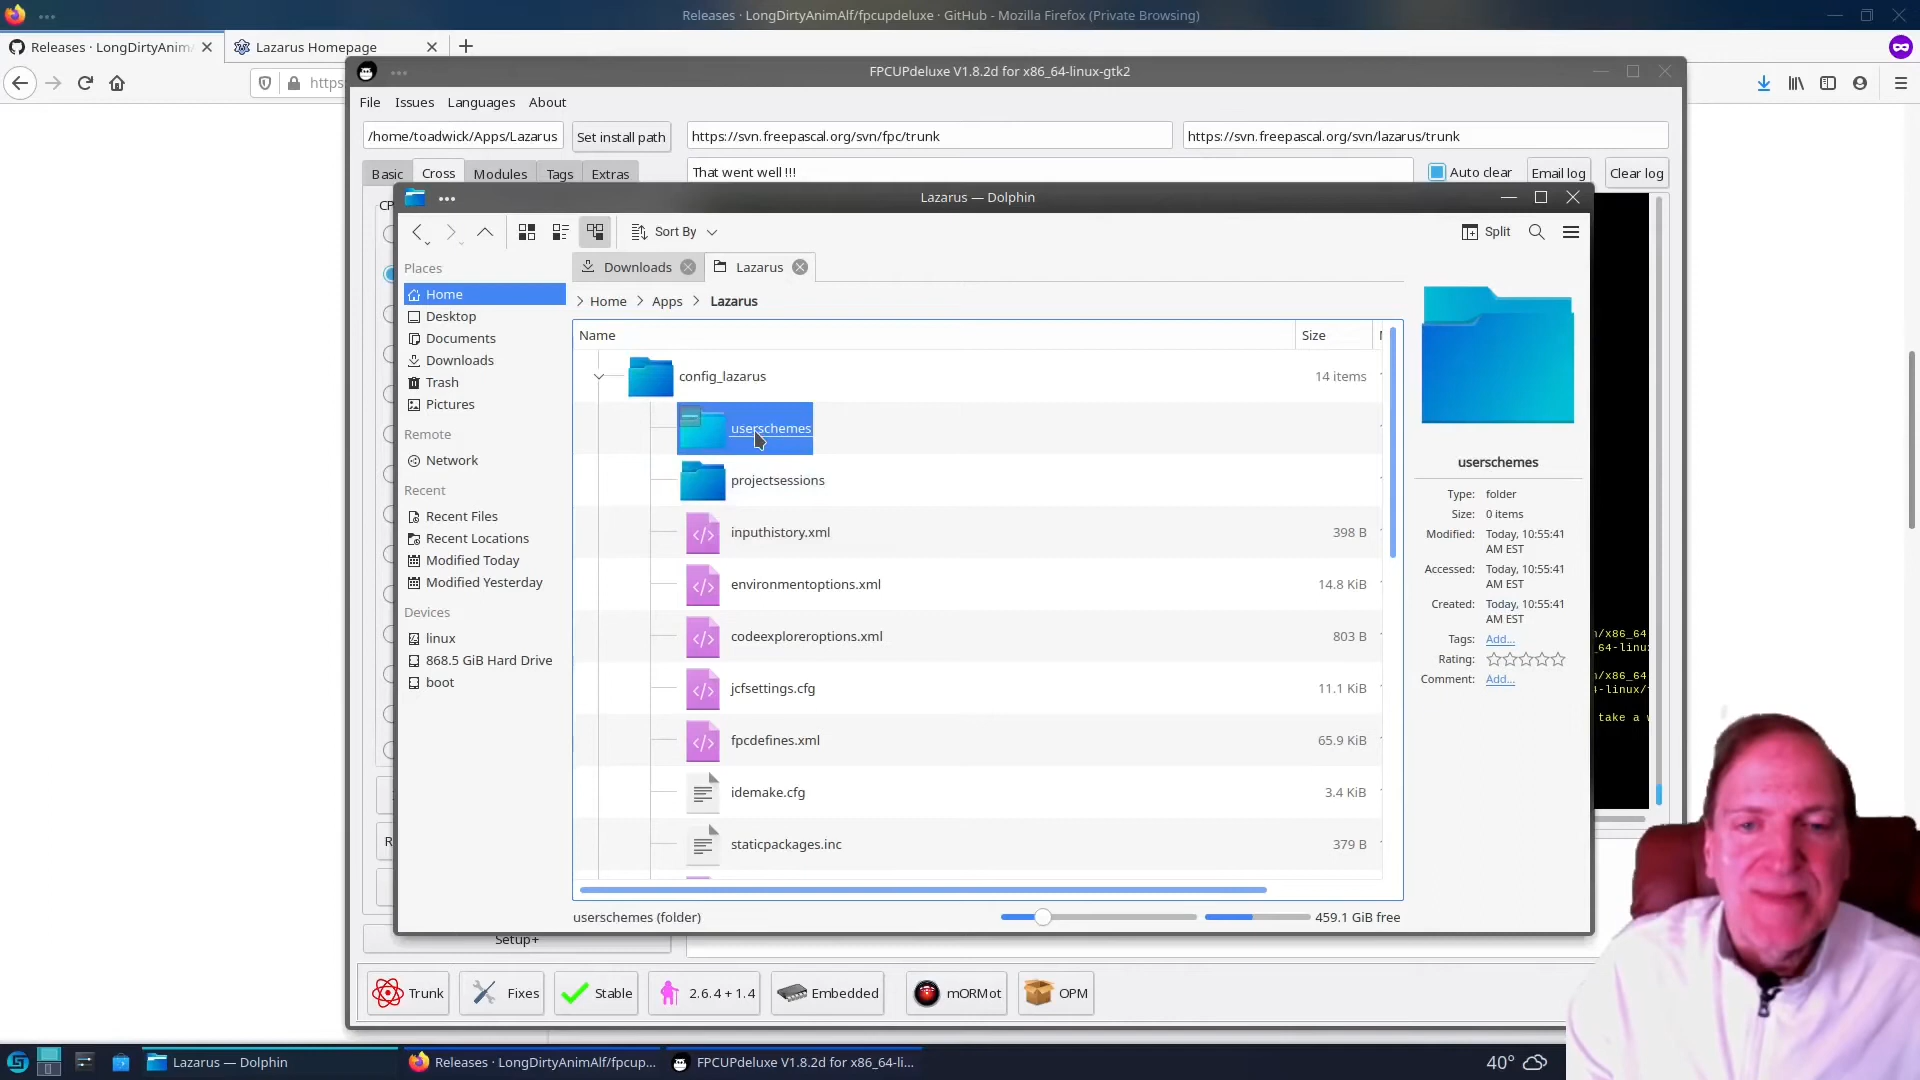 Releases · LongDirtyAnimAlf/fpcupdeluxe · GitHub - Mozilla Firefox (Private Browsing)
Releases · LongDirtyAnim
Lazarus Homepage
https:
FPCUPdeluxe V1.8.2d for x86_64-linux-gtk2
File Issues Languages About
/home/toadwick/Apps/Lazarus
Set install path
https://svn.freepascal.org/svn/fpc/trunk
https://svn.freepascal.org/svn/lazarus/trunk
Basic Cross Modules Tags Extras
That went well !!!
Auto clear
Email log
Clear log
Lazarus — Dolphin
Sort By
Split
Places
Home
Desktop
Documents
Downloads
Trash
Pictures
Remote
Network
Recent
Recent Files
Recent Locations
Modified Today
Modified Yesterday
Devices
linux
868.5 GiB Hard Drive
boot
Downloads
Lazarus
Home > Apps > Lazarus
Name Size
config_lazarus 14 items
userschemes
projectsessions
inputhistory.xml 398 B
environmentoptions.xml 14.8 KiB
codeexploreroptions.xml 803 B
jcfsettings.cfg 11.1 KiB
fpcdefines.xml 65.9 KiB
idemake.cfg 3.4 KiB
staticpackages.inc 379 B
userschemes (folder)
459.1 GiB free
userschemes
Type: folder
Size: 0 items
Modified: Today, 10:55:41
AM EST
Accessed: Today, 10:55:41
AM EST
Created: Today, 10:55:41
AM EST
Tags: Add...
Rating:
Comment: Add...
n/x86_64
_64-linu
n/x86_64
-linux/
take a
Setup+
Trunk
Fixes
Stable
2.6.4 + 1.4
Embedded
mORMot
OPM
Lazarus — Dolphin
Releases · LongDirtyAnimAlf/fpcup...
FPCUPdeluxe V1.8.2d for x86_64-li...
40°